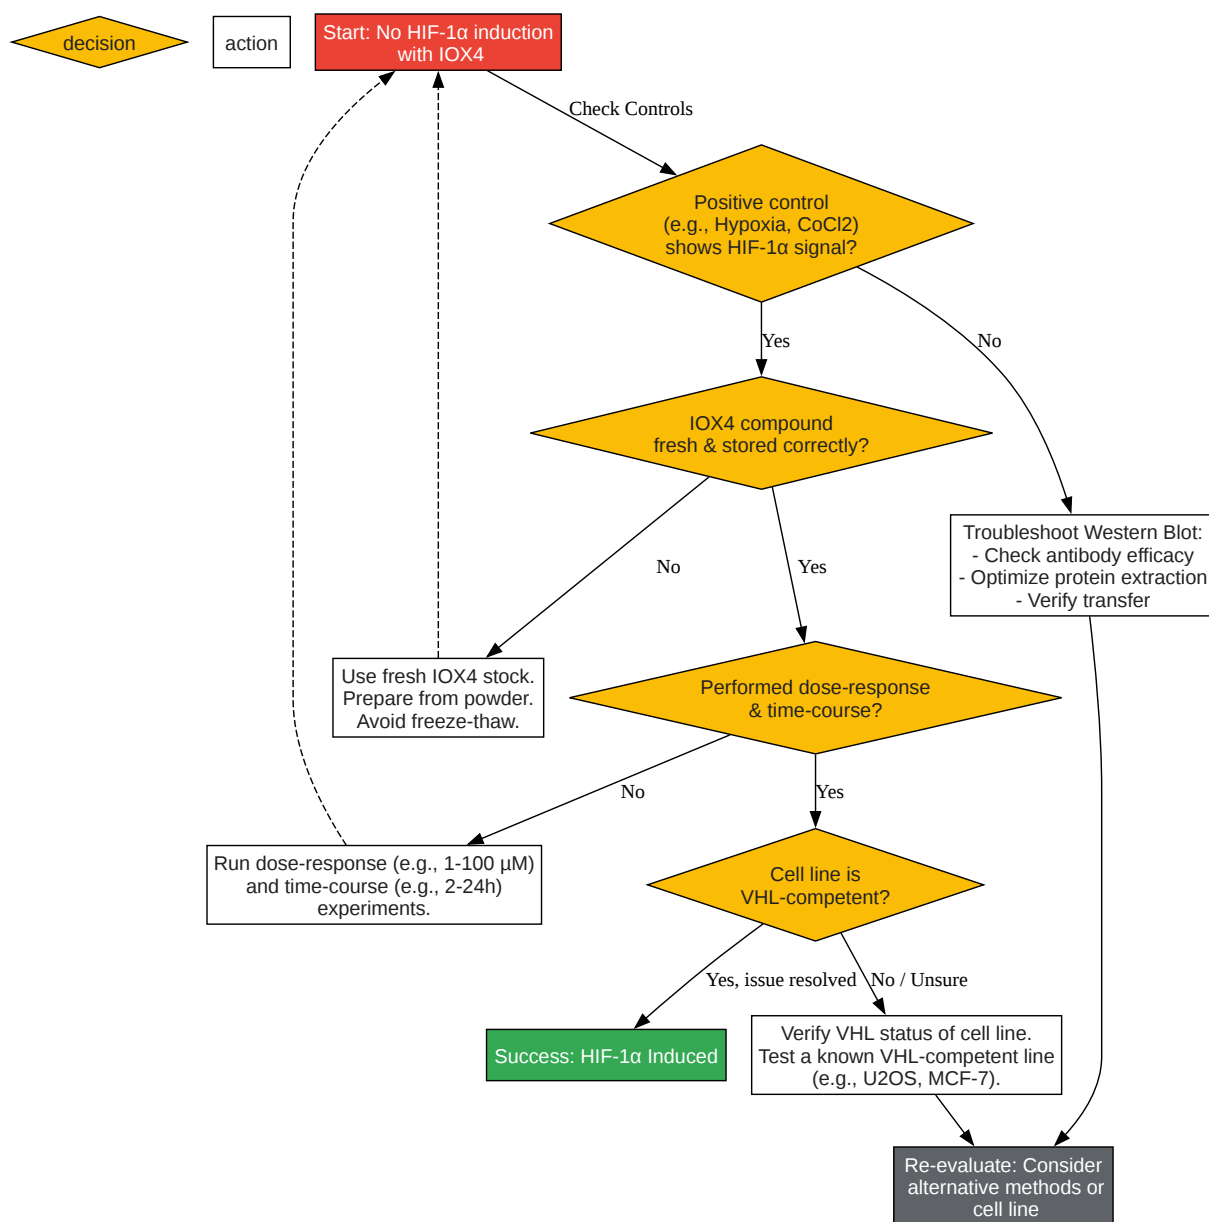 decision
action
Start: No HIF-1α induction
with IOX4
Check Controls
Positive control
(e.g., Hypoxia, CoCl2)
shows HIF-1α signal?
Yes
No
IOX4 compound
fresh & stored correctly?
No
Yes
Troubleshoot Western Blot:
- Check antibody efficacy
- Optimize protein extraction
- Verify transfer
Use fresh IOX4 stock.
Prepare from powder.
Avoid freeze-thaw.
Performed dose-response
& time-course?
No
Yes
Run dose-response (e.g., 1-100 µM)
and time-course (e.g., 2-24h)
experiments.
Cell line is
VHL-competent?
Yes, issue resolved
No / Unsure
Success: HIF-1α Induced
Verify VHL status of cell line.
Test a known VHL-competent line
(e.g., U2OS, MCF-7).
Re-evaluate: Consider
alternative methods or
cell line